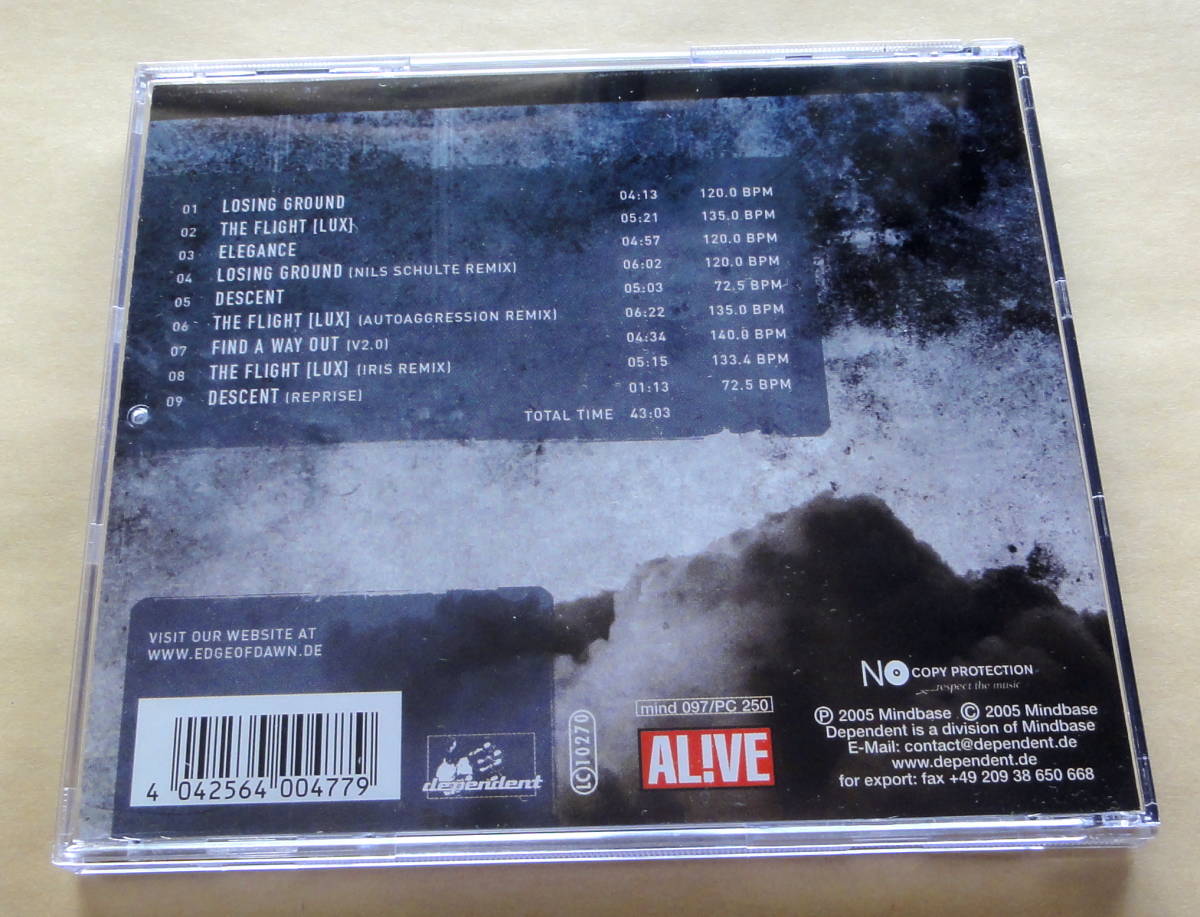 01 LOSING GROUND 04:13 120.0 BPM
02 THE FLIGHT [LUX] 05:21 135.0 BPM
03 ELEGANCE 04:57 120.0 BPM
04 LOSING GROUND (NILS SCHULTE REMIX) 06:02 120.0 BPM
05 DESCENT 05:03 72.5 BPM
06 THE FLIGHT [LUX] (AUTOAGGRESSION REMIX) 06:22 135.0 BPM
07 FIND A WAY OUT (V2.0) 04:34 140.0 BPM
08 THE FLIGHT [LUX] (IRIS REMIX) 05:15 133.4 BPM
09 DESCENT (REPRISE) 01:13 72.5 BPM
TOTAL TIME 43:03
VISIT OUR WEBSITE AT
WWW.EDGEOFDAWN.DE
4 042564 004779
dependent
LC 10270
mind 097/PC 250
AL!VE
NO COPY PROTECTION
respect the music
Ⓟ 2005 Mindbase © 2005 Mindbase
Dependent is a division of Mindbase
E-Mail: contact@dependent.de
www.dependent.de
for export: fax +49 209 38 650 668